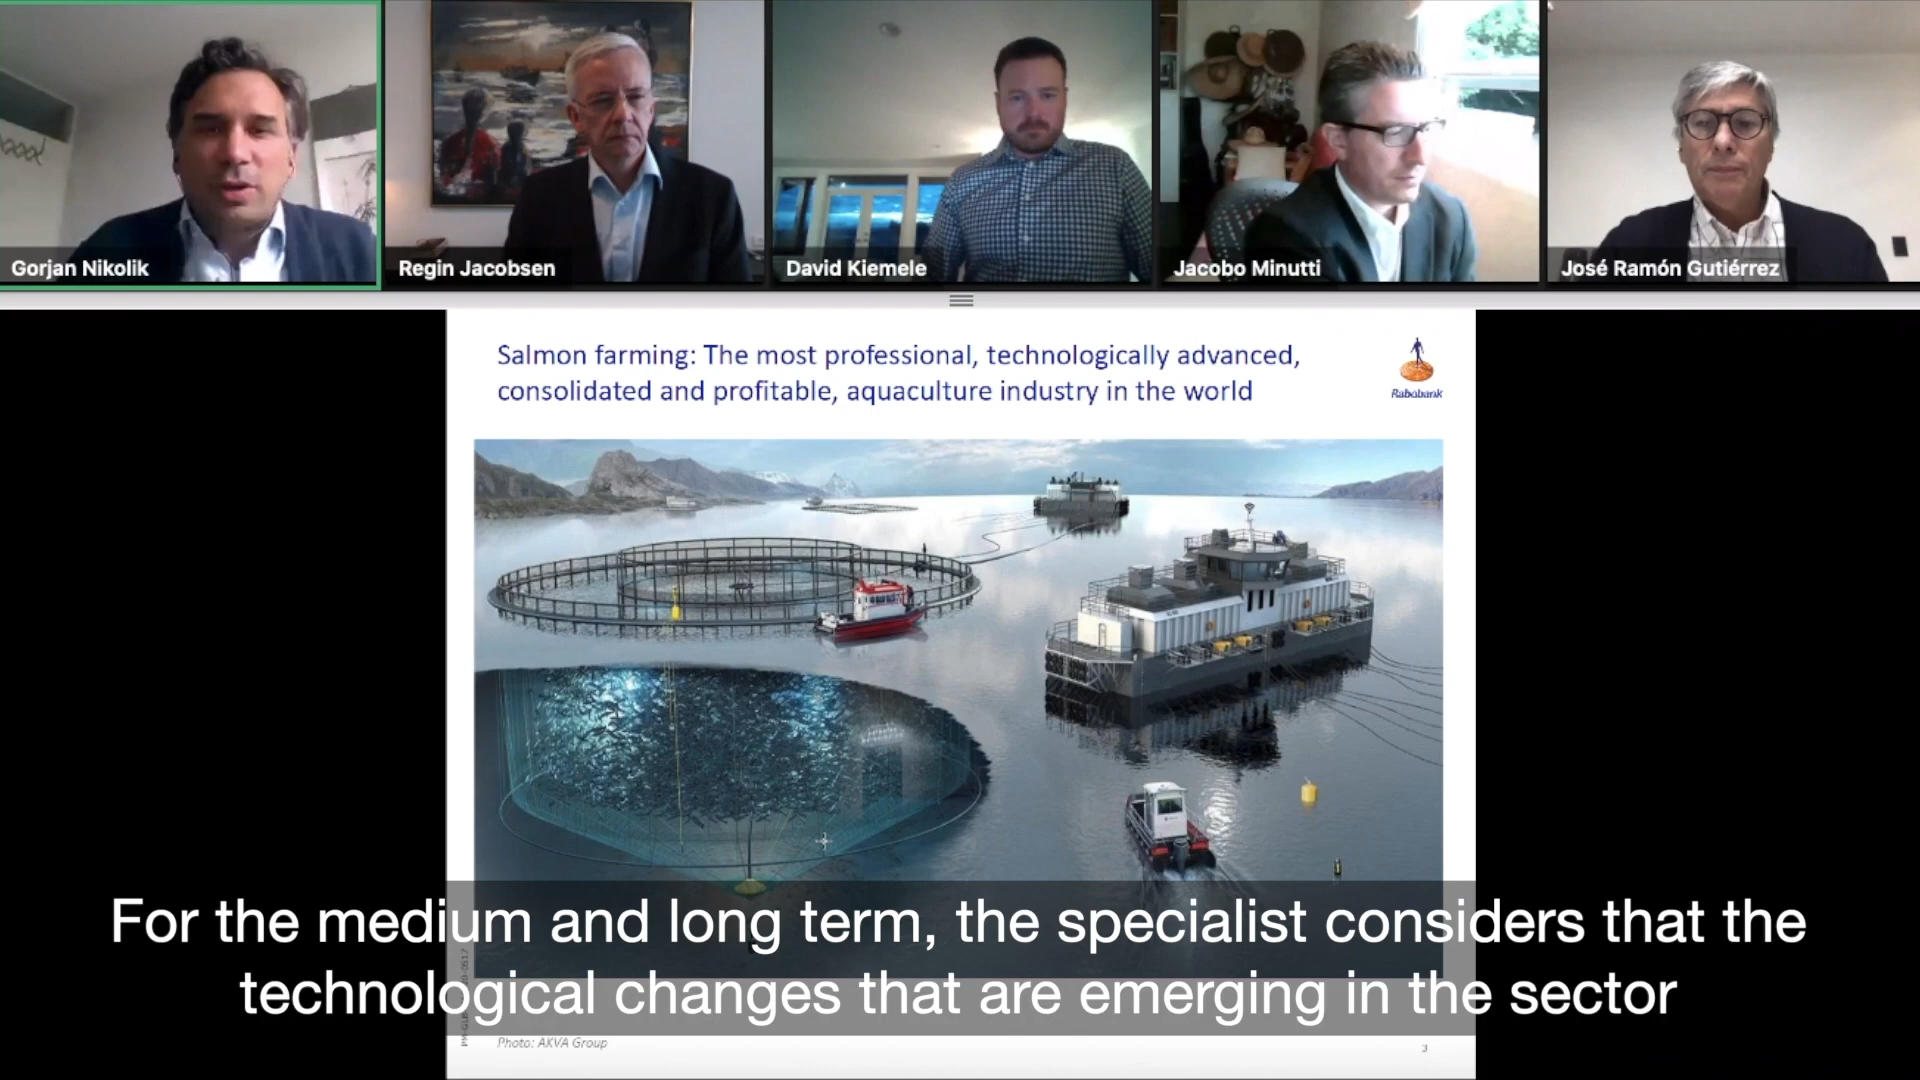 Gorjan Nikolik
Regin Jacobsen
David Kiemele
Jacobo Minutti
José Ramón Gutiérrez
Salmon farming: The most professional, technologically advanced,
consolidated and profitable, aquaculture industry in the world
Rabobank
For the medium and long term, the specialist considers that the
technological changes that are emerging in the sector
Photo: AKVA Group
3